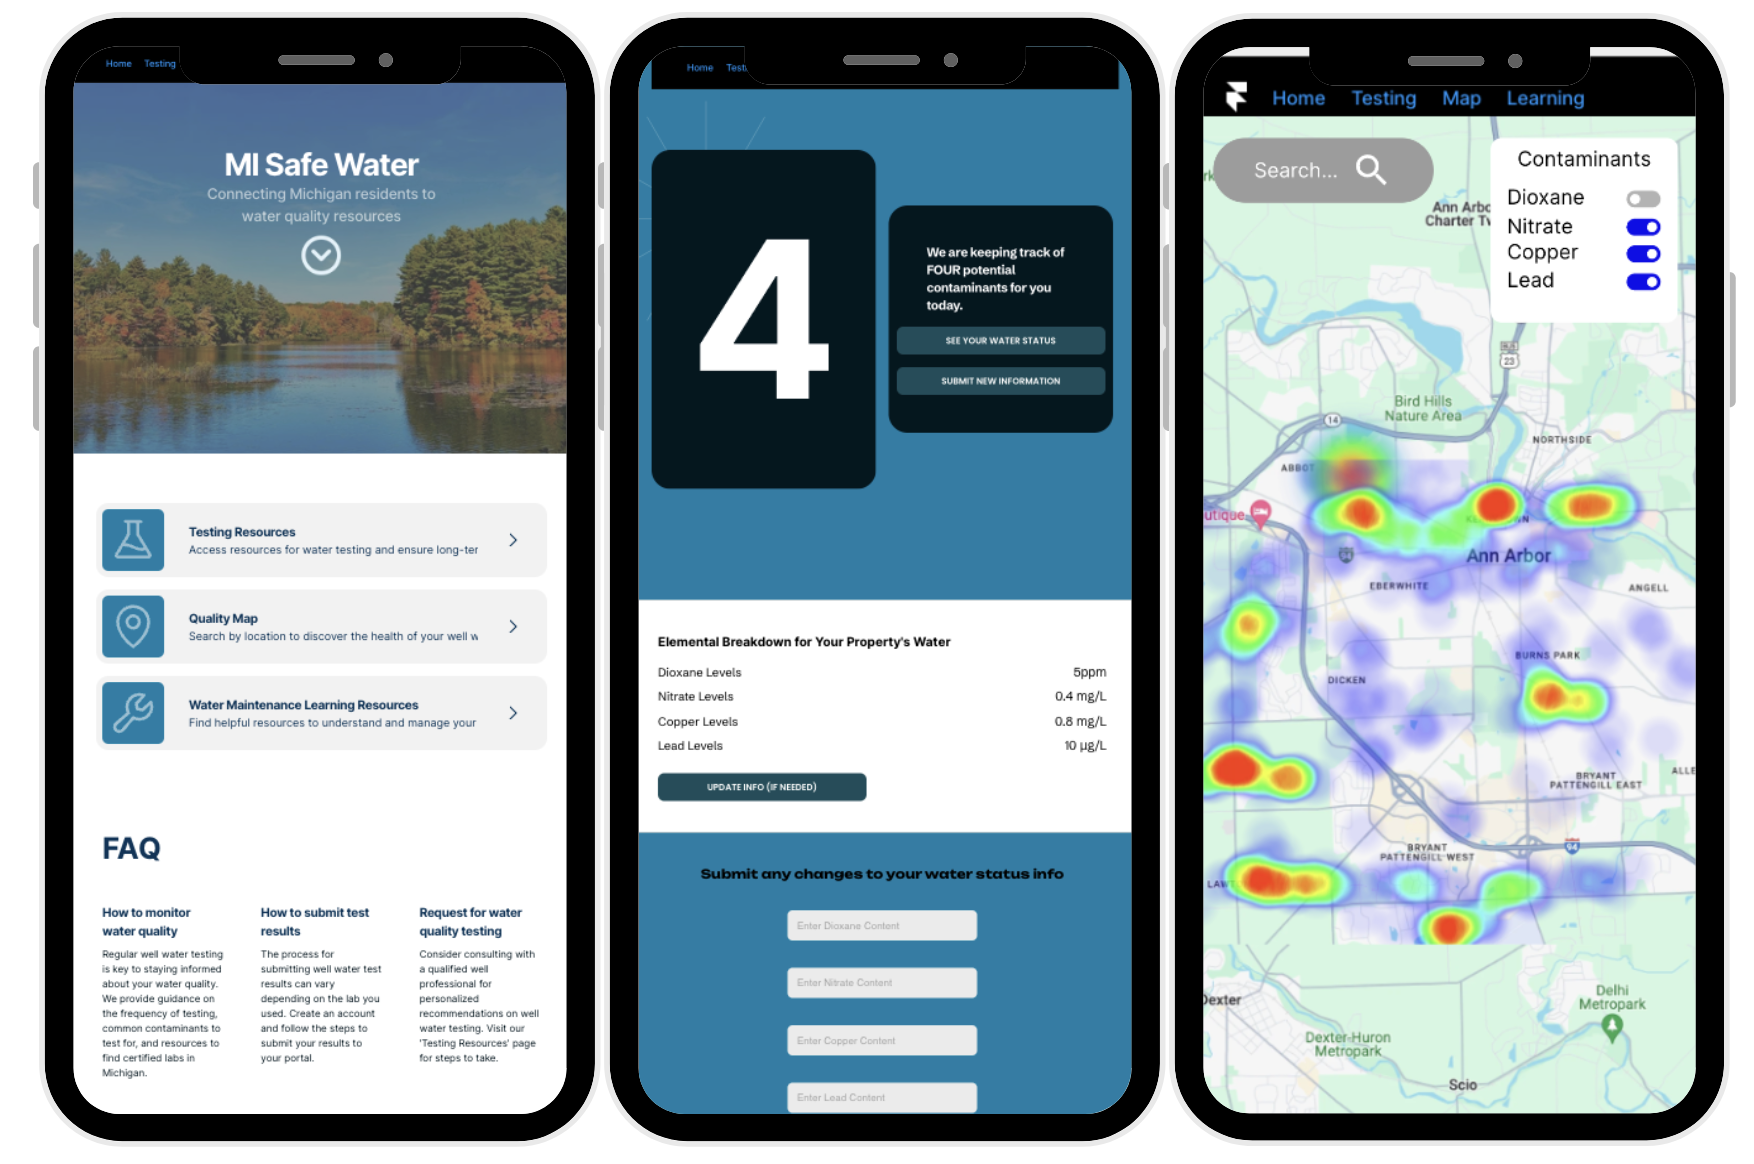 Home Testing
MI Safe Water
Connecting Michigan residents to
water quality resources
Testing Resources
Access resources for water testing and ensure long-ter
Quality Map
Search by location to discover the health of your well w
Water Maintenance Learning Resources
Find helpful resources to understand and manage your
FAQ
How to monitor
water quality
Regular well water testing
is key to staying informed
about your water quality.
We provide guidance on
the frequency of testing,
common contaminants to
test for, and resources to
find certified labs in
Michigan.
How to submit test
results
The process for
submitting well water test
results can vary
depending on the lab you
used. Create an account
and follow the steps to
submit your results to
your portal.
Request for water
quality testing
Consider consulting with
a qualified well
professional for
personalized
recommendations on well
water testing. Visit our
'Testing Resources' page
for steps to take.
Home Testi
4
We are keeping track of
FOUR potential
contaminants for you
today.
SEE YOUR WATER STATUS
SUBMIT NEW INFORMATION
Elemental Breakdown for Your Property's Water
Dioxane Levels 5ppm
Nitrate Levels 0.4 mg/L
Copper Levels 0.8 mg/L
Lead Levels 10 µg/L
UPDATE INFO (IF NEEDED)
Submit any changes to your water status info
Enter Dioxane Content
Enter Nitrate Content
Enter Copper Content
Enter Lead Content
Home Testing Map Learning
Search...
Contaminants
Dioxane
Nitrate
Copper
Lead
Ann Arbo
Charter Tw
23
Bird Hills
Nature Area
14
NORTHSIDE
ABBOT
utique
Ann Arbor
EBERWHITE
ANGELL
BURNS PARK
DICKEN
BRYANT
PATTENGILL EAST
ALLE
BRYANT
PATTENGILL WEST
94
LAW
Dexter
Delhi
Metropark
Dexter-Huron
Metropark
Scio